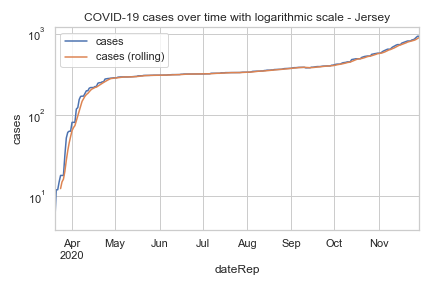 COVID-19 cases over time with logarithmic scale - Jersey
cases
cases (rolling)
10³
10²
10¹
cases
Apr May Jun Jul Aug Sep Oct Nov
2020
dateRep